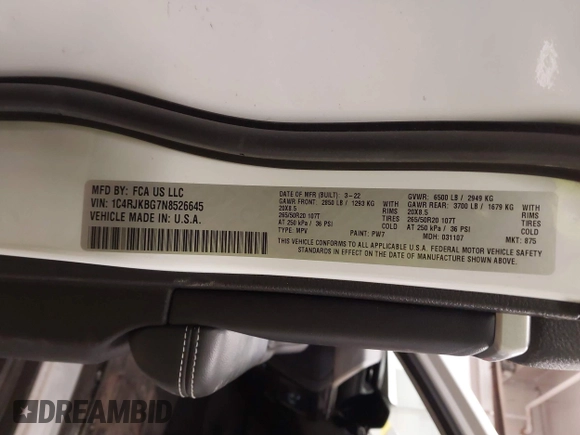 MFD BY: FCA US LLC
VIN: 1C4RJKBG7N8526645
VEHICLE MADE IN: U.S.A.
DATE OF MFR (BUILT) 3-22
GAWR FRONT: 2850 LB / 1293 KG
20X8.5 RIMS
265/50R20 107T TIRES
AT 250 kPa / 36 PSI COLD
TYPE: MPV PAINT: PW7
GVWR: 6500 LB / 2949 KG
GAWR REAR: 3700 LB / 1679 KG
20X8.5 RIMS
265/50R20 107T TIRES
AT 250 kPa / 36 PSI COLD
MDH: 031107 MKT: 875
THIS VEHICLE CONFORMS TO ALL APPLICABLE U.S.A. FEDERAL MOTOR VEHICLE SAFETY
STANDARDS IN EFFECT ON THE DATE OF MANUFACTURE SHOWN ABOVE.
DREAMBID